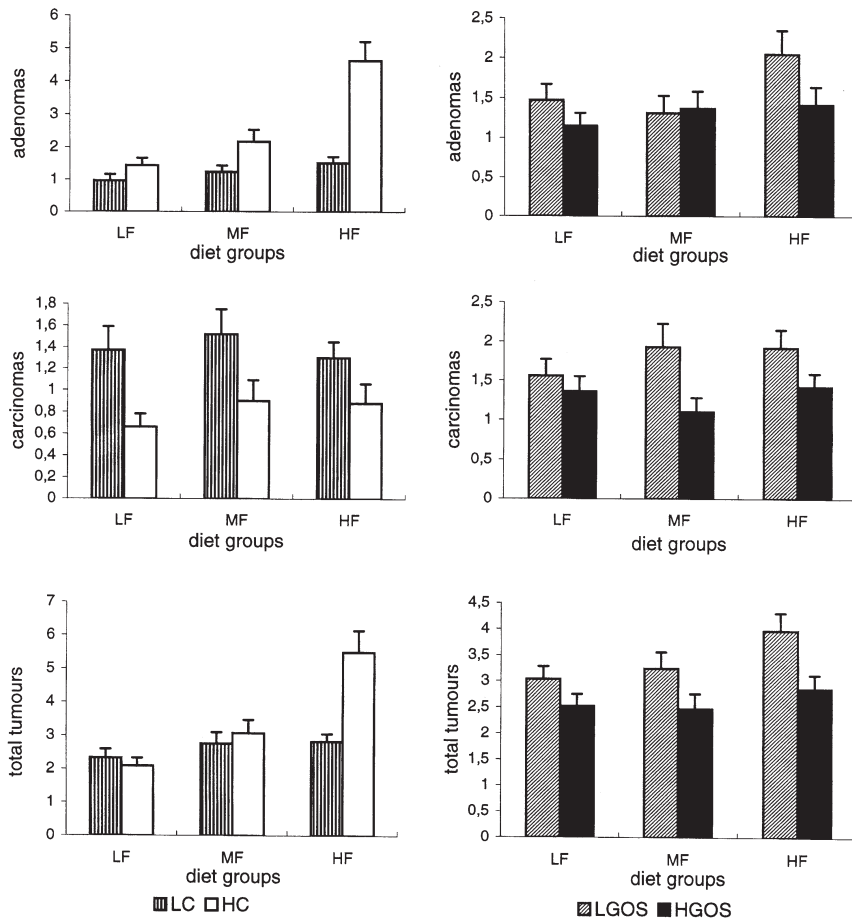 adenomas
6
5
4
3
2
1
0
LF MF HF
diet groups
adenomas
2,5
2
1,5
1
0,5
0
LF MF HF
diet groups
carcinomas
1,8
1,6
1,4
1,2
1
0,8
0,6
0,4
0,2
0
LF MF HF
diet groups
carcinomas
2,5
2
1,5
1
0,5
0
LF MF HF
diet groups
total tumours
7
6
5
4
3
2
1
0
LF MF HF
diet groups
LC HC
total tumours
4,5
4
3,5
3
2,5
2
1,5
1
0,5
0
LF MF HF
diet groups
LGOS HGOS